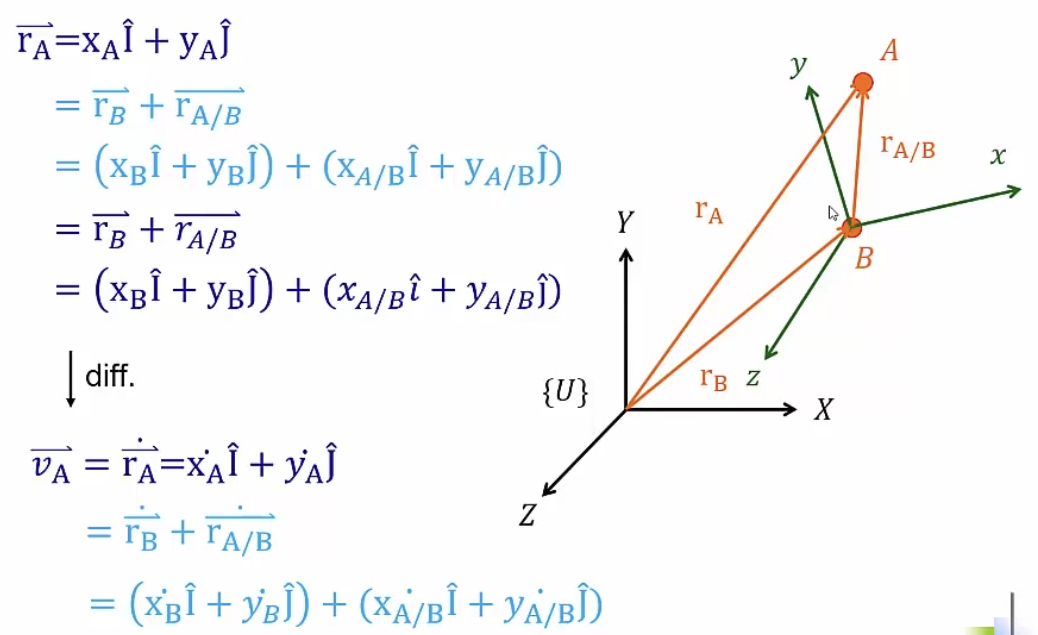 $\overrightarrow{r_A} = x_A\hat{I} + y_A\hat{J}$
$= \overrightarrow{r_B} + \overrightarrow{r_{A/B}}$
$= (x_B\hat{I} + y_B\hat{J}) + (x_{A/B}\hat{I} + y_{A/B}\hat{J})$
$= \overrightarrow{r_B} + \overrightarrow{r_{A/B}}$
$= (x_B\hat{I} + y_B\hat{J}) + (x_{A/B}\hat{\imath} + y_{A/B}\hat{\jmath})$
diff.
$\overrightarrow{v_A} = \dot{\overrightarrow{r_A}} = \dot{x_A}\hat{I} + \dot{y_A}\hat{J}$
$= \dot{\overrightarrow{r_B}} + \dot{\overrightarrow{r_{A/B}}}$
$= (\dot{x_B}\hat{I} + \dot{y_B}\hat{J}) + (\dot{x_{A/B}}\hat{I} + \dot{y_{A/B}}\hat{J})$
A
y
$r_{A/B}$
x
$r_A$
Y
B
$r_B$
z
{U}
X
Z